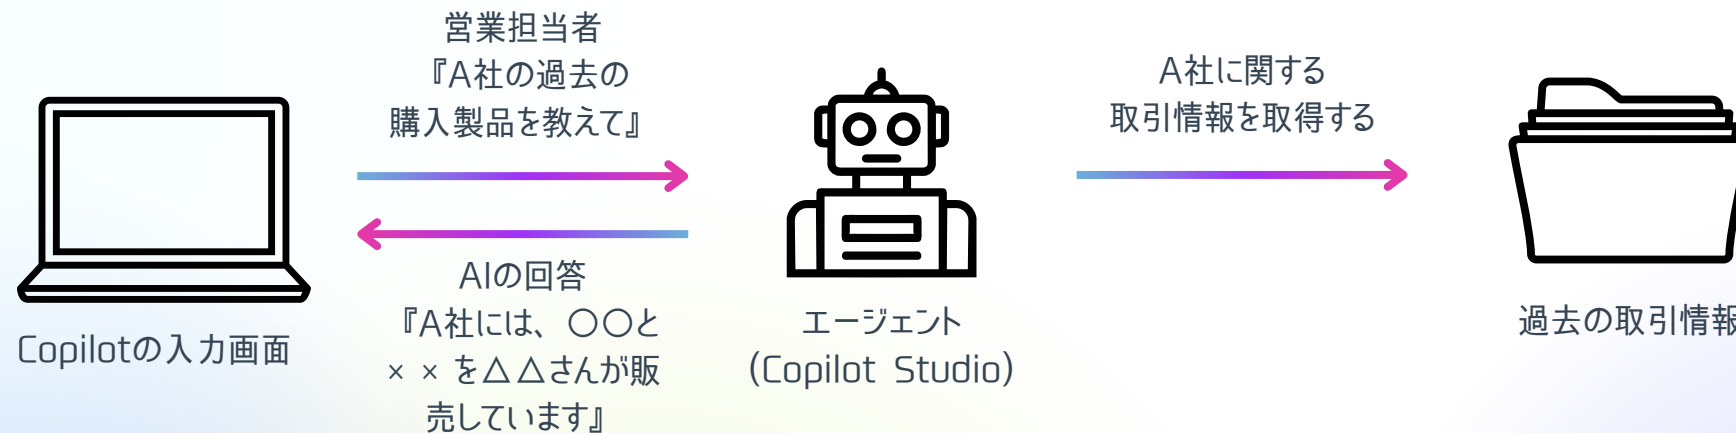 営業担当者
『A社の過去の
購入製品を教えて』
A社に関する
取引情報を取得する
AIの回答
『A社には、〇〇と
××を△△さんが販
売しています』
Copilotの入力画面
エージェント
(Copilot Studio)
過去の取引情報